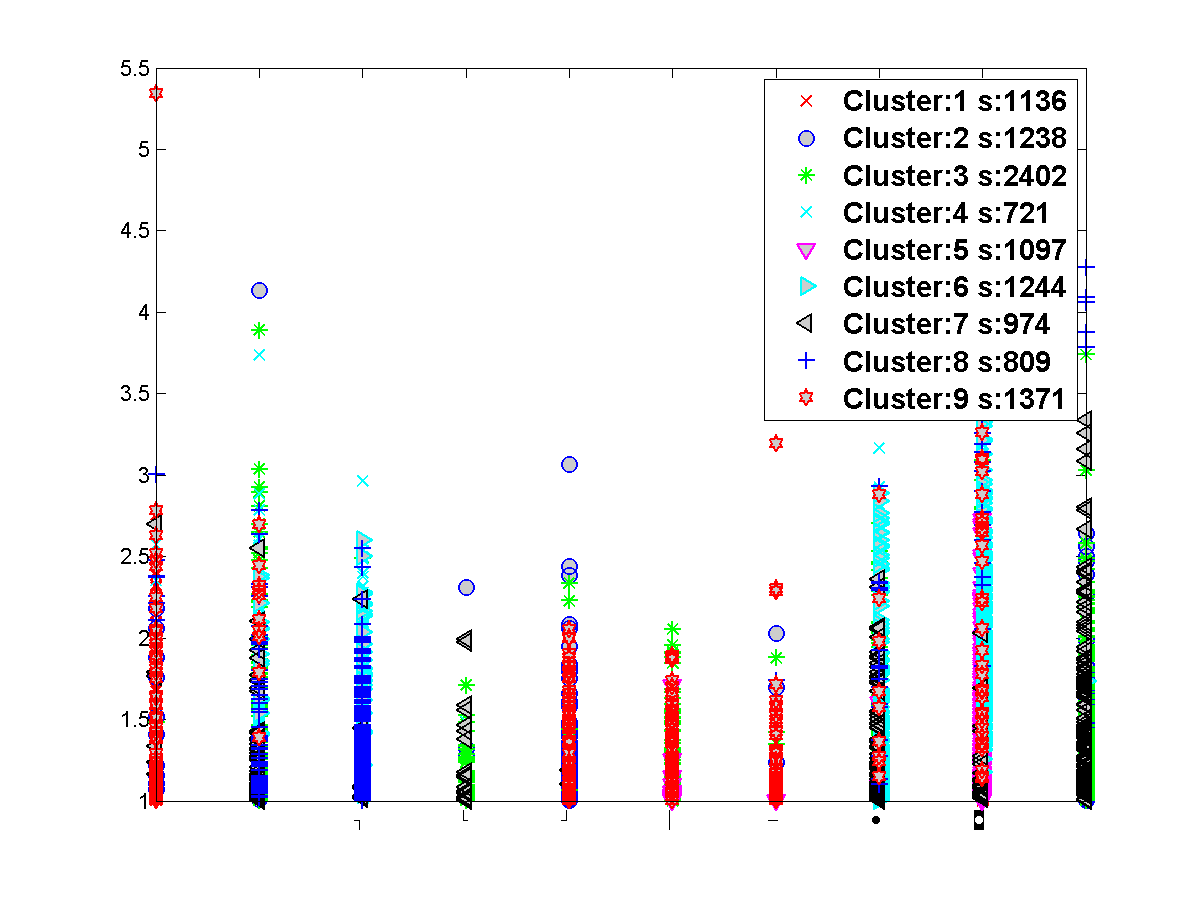 5.5
5
4.5
4
3.5
3
2.5
2
1.5
1
Cluster:1 s:1136
Cluster:2 s:1238
Cluster:3 s:2402
Cluster:4 s:721
Cluster:5 s:1097
Cluster:6 s:1244
Cluster:7 s:974
Cluster:8 s:809
Cluster:9 s:1371